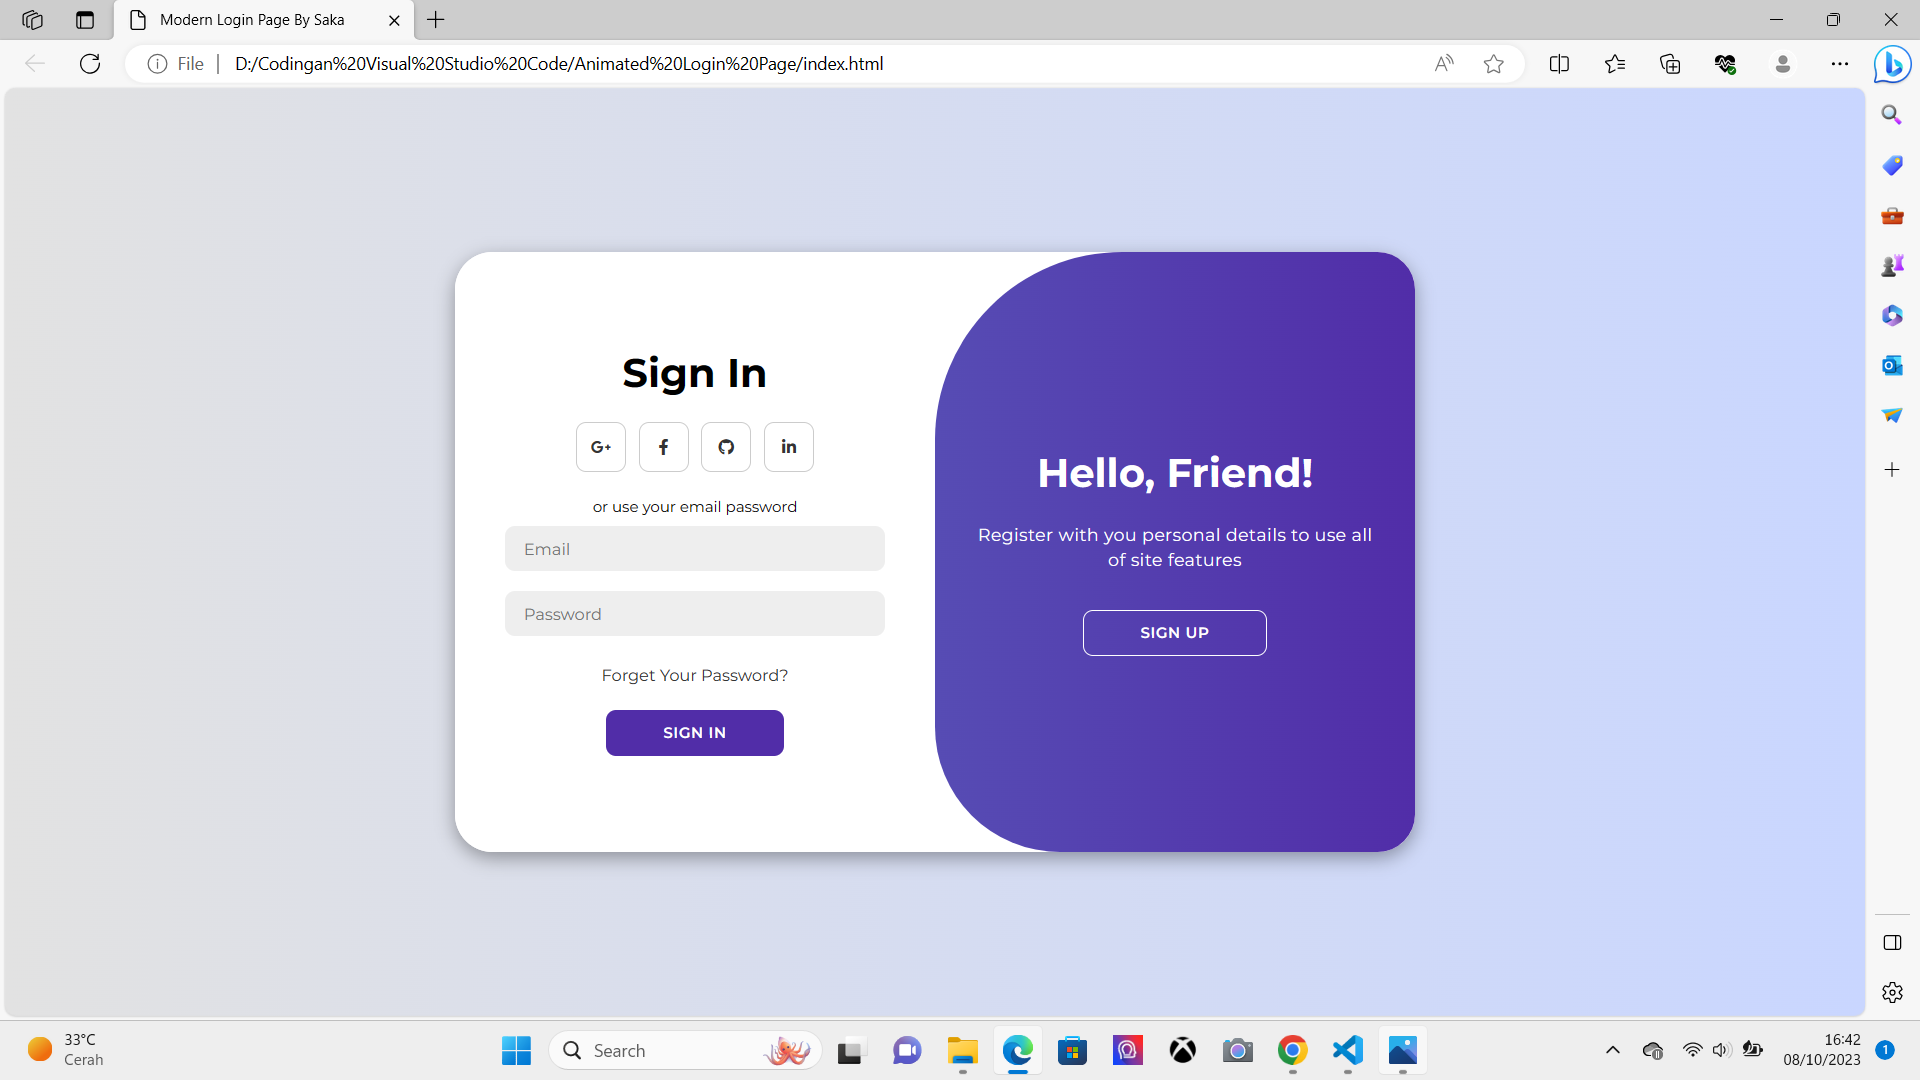 Modern Login Page By Saka
File
D:/Codingan%20Visual%20Studio%20Code/Animated%20Login%20Page/index.html
Sign In
G+
f
in
or use your email password
Email
Password
Forget Your Password?
SIGN IN
Hello, Friend!
Register with you personal details to use all
of site features
SIGN UP
33°C
Cerah
Search
16:42
08/10/2023
1